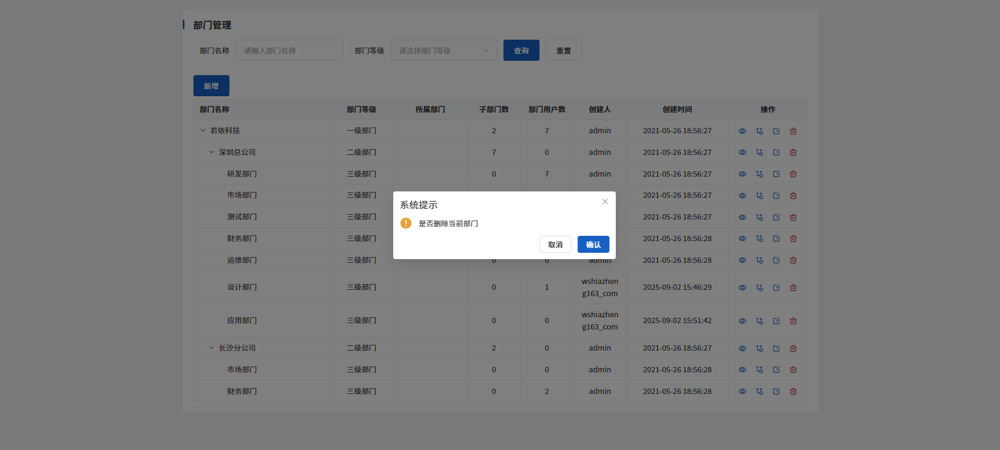 部门管理
部门名称 请输入部门名称 部门等级 请选择部门等级 查询 重置
新增
部门名称 部门等级 所属部门 子部门数 部门用户数 创建人 创建时间 操作
若依科技 一级部门 2 7 admin 2021-05-26 18:56:27
深圳总公司 二级部门 7 0 admin 2021-05-26 18:56:27
研发部门 三级部门 0 7 admin 2021-05-26 18:56:27
市场部门 三级部门 2021-05-26 18:56:27
测试部门 三级部门 2021-05-26 18:56:27
财务部门 三级部门 2021-05-26 18:56:28
运维部门 三级部门 0 0 admin 2021-05-26 18:56:28
设计部门 三级部门 0 1 wshiazhen
g163_com 2025-09-02 15:46:29
应用部门 三级部门 0 0 wshiazhen
g163_com 2025-09-02 15:51:42
长沙分公司 二级部门 2 0 admin 2021-05-26 18:56:27
市场部门 三级部门 0 0 admin 2021-05-26 18:56:28
财务部门 三级部门 0 2 admin 2021-05-26 18:56:28
系统提示
是否删除当前部门
取消 确认